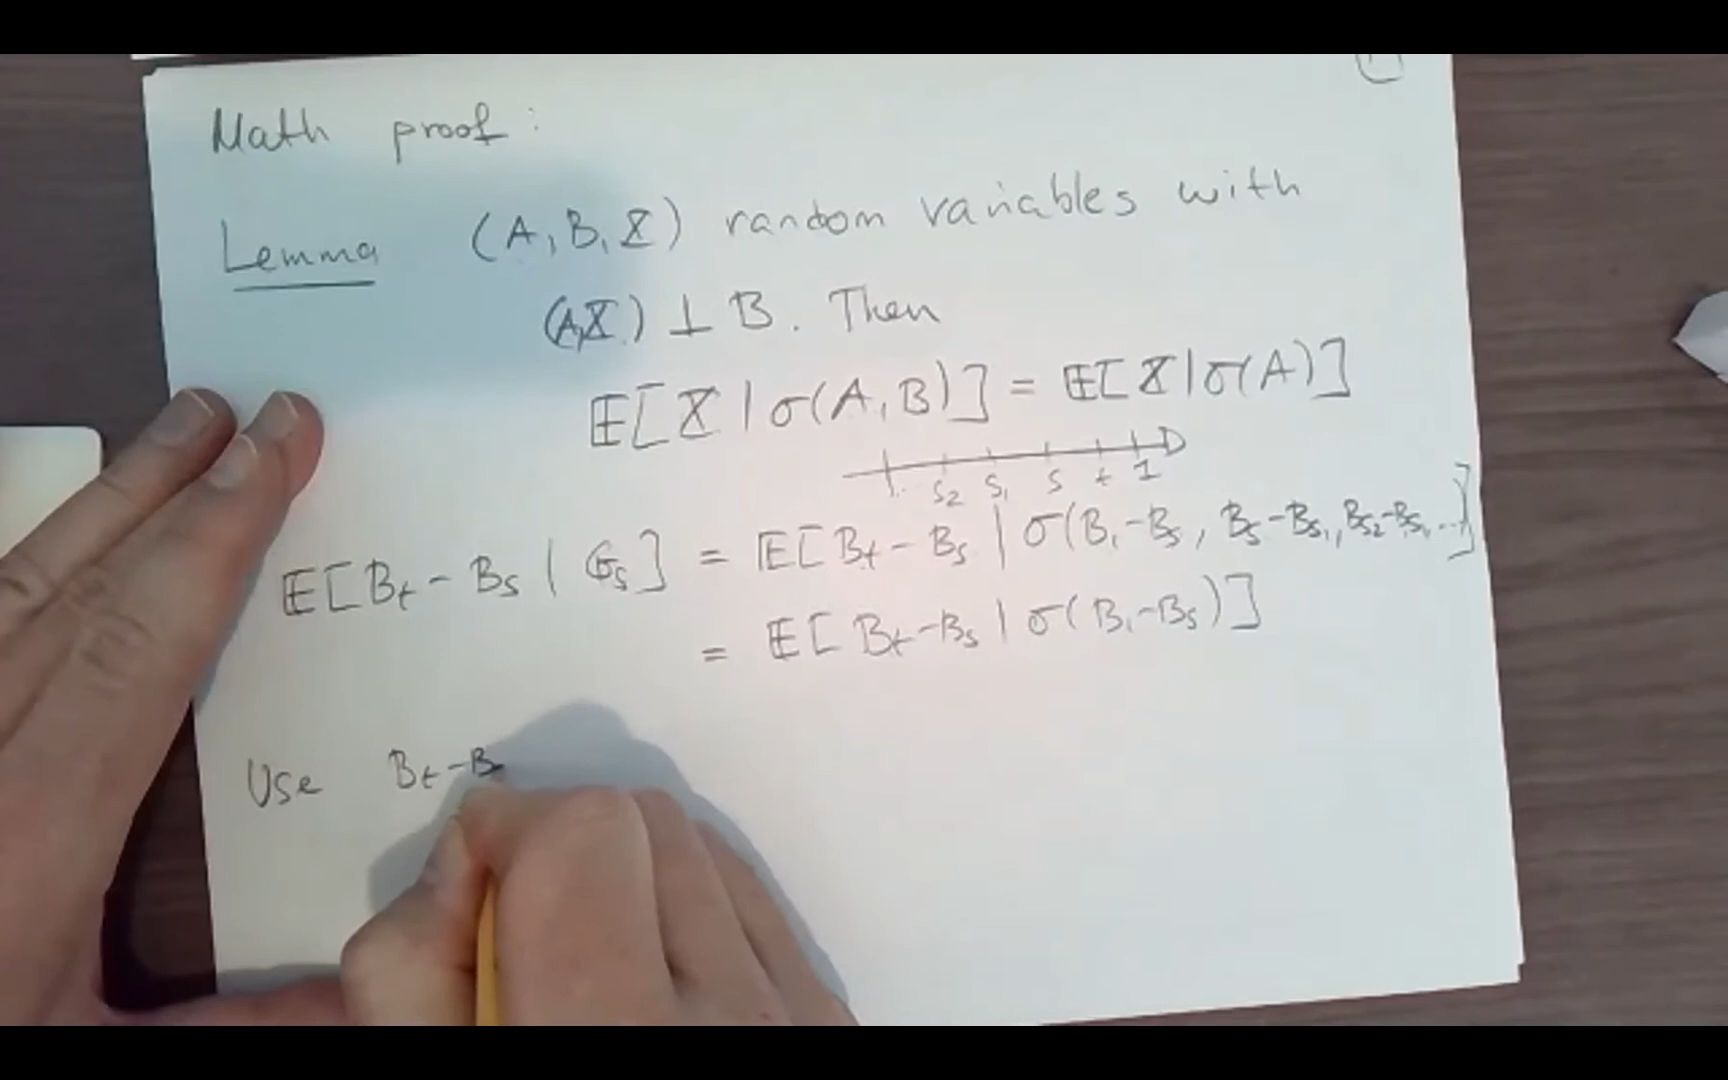 Math proof:
Lemma (A, B, X) random variables with
(A,X) ⊥ B. Then
𝔼[X | σ(A, B)] = 𝔼[X | σ(A)]
s₂ s₁ s t 1
𝔼[Bₜ - Bₛ | Gₛ] = 𝔼[Bₜ - Bₛ | σ(B₁ - Bₛ, Bₛ - Bₛ₁, Bₛ₂ - Bₛ₁, ...)]
= 𝔼[Bₜ - Bₛ | σ(B₁ - Bₛ)]
Use Bₜ - B